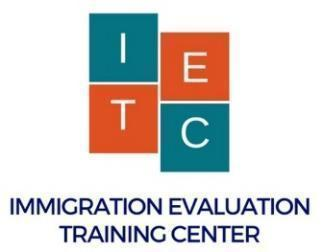 I E
T C
IMMIGRATION EVALUATION
TRAINING CENTER